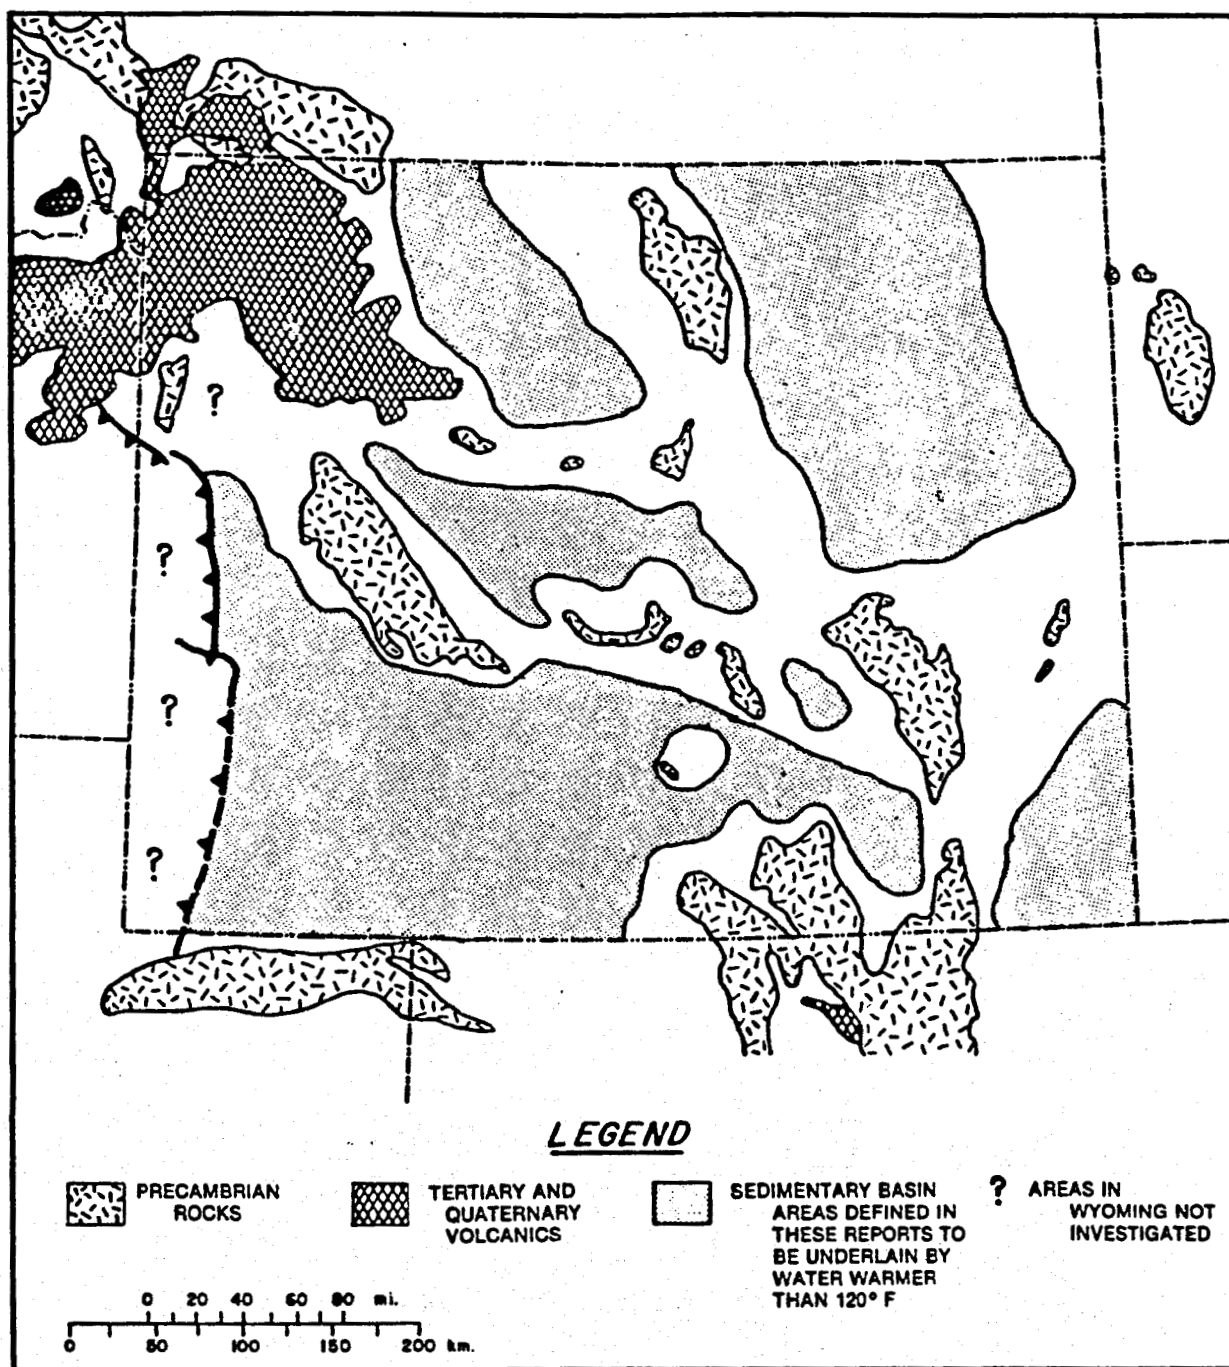 ?
?
?
?
LEGEND
PRECAMBRIAN
ROCKS
TERTIARY AND
QUATERNARY
VOLCANICS
SEDIMENTARY BASIN
AREAS DEFINED IN
THESE REPORTS TO
BE UNDERLAIN BY
WATER WARMER
THAN 120° F
? AREAS IN
WYOMING NOT
INVESTIGATED
0 20 40 60 80 mi.
0 50 100 150 200 km.